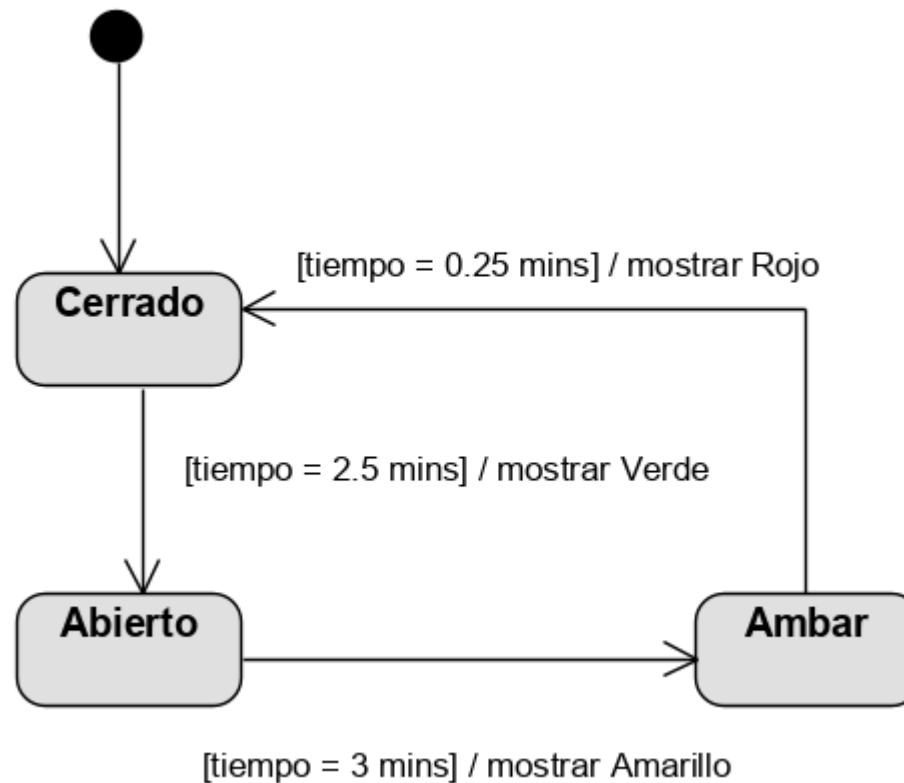 [tiempo = 0.25 mins] / mostrar Rojo
Cerrado
[tiempo = 2.5 mins] / mostrar Verde
Abierto
Ambar
[tiempo = 3 mins] / mostrar Amarillo